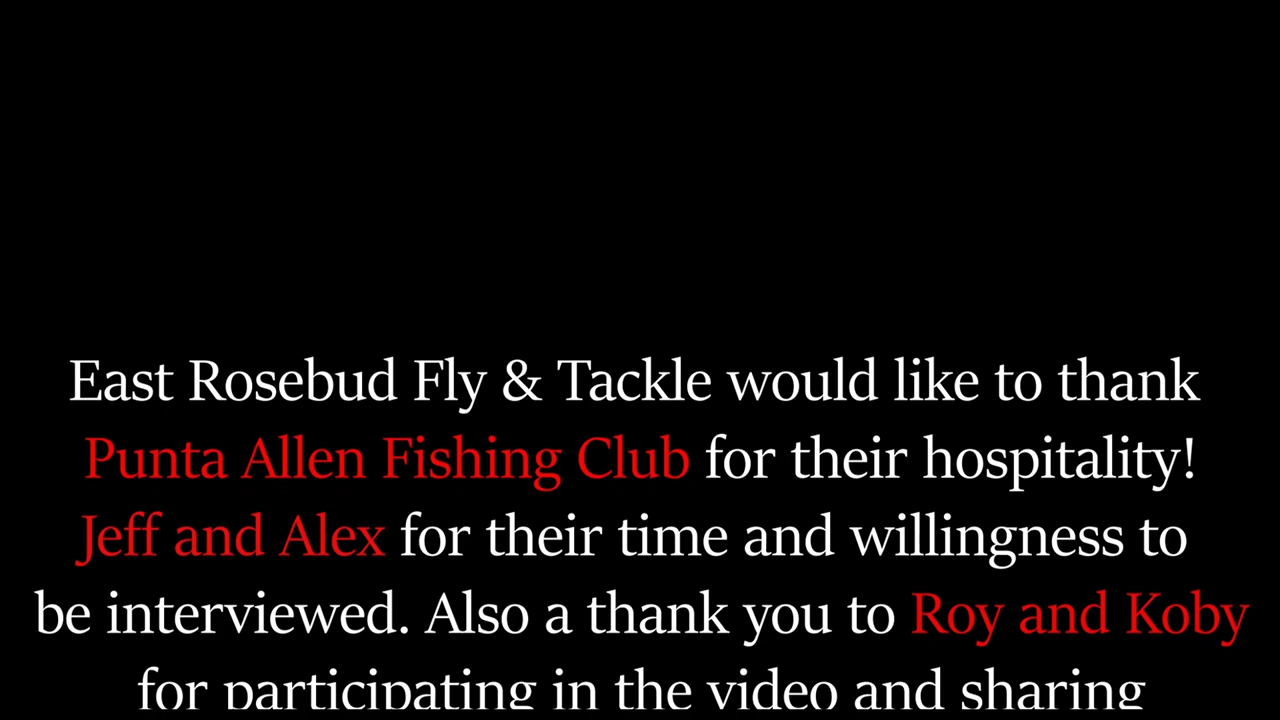 East Rosebud Fly & Tackle would like to thank
Punta Allen Fishing Club for their hospitality!
Jeff and Alex for their time and willingness to
be interviewed. Also a thank you to Roy and Koby
for participating in the video and sharing